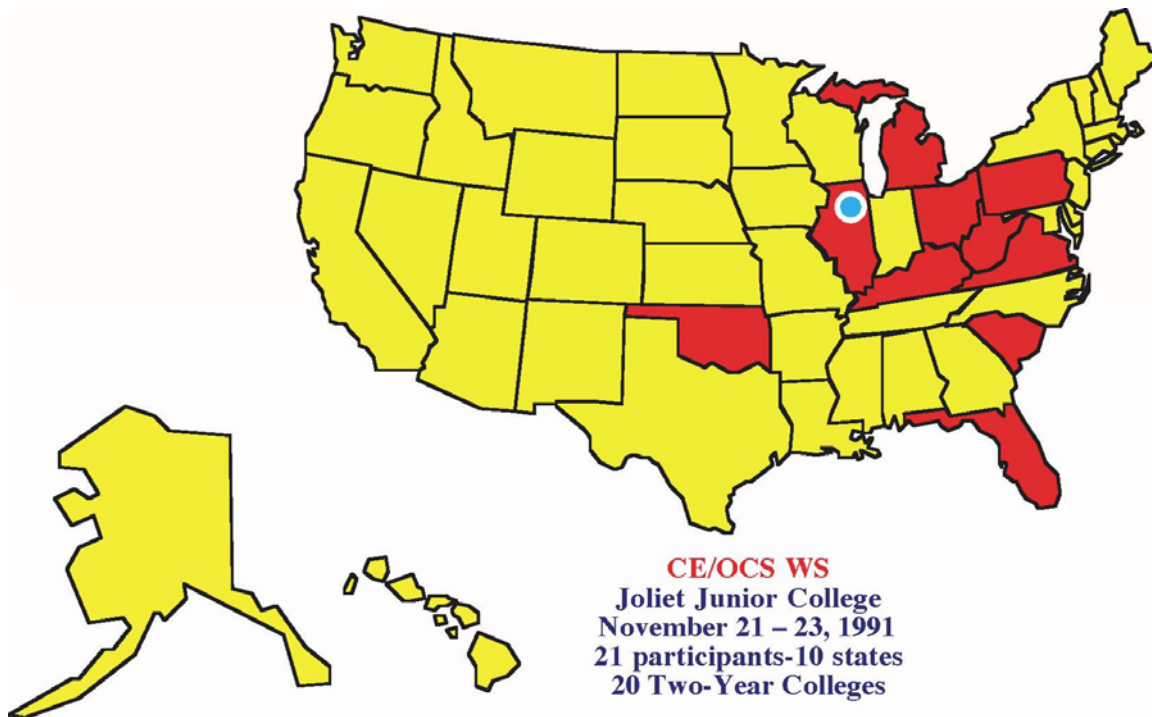 CE/OCS WS
Joliet Junior College
November 21 – 23, 1991
21 participants-10 states
20 Two-Year Colleges